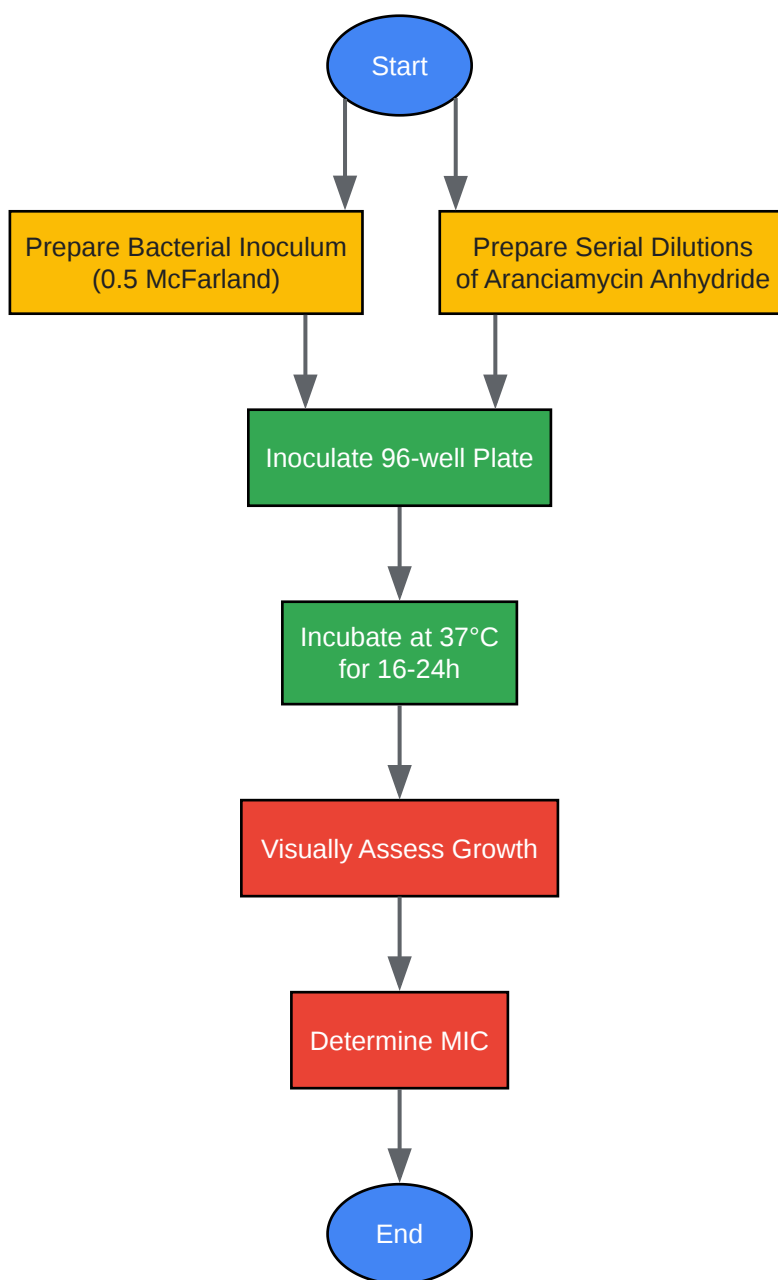 Start
Prepare Bacterial Inoculum
(0.5 McFarland)
Prepare Serial Dilutions
of Aranciamycin Anhydride
Inoculate 96-well Plate
Incubate at 37°C
for 16-24h
Visually Assess Growth
Determine MIC
End